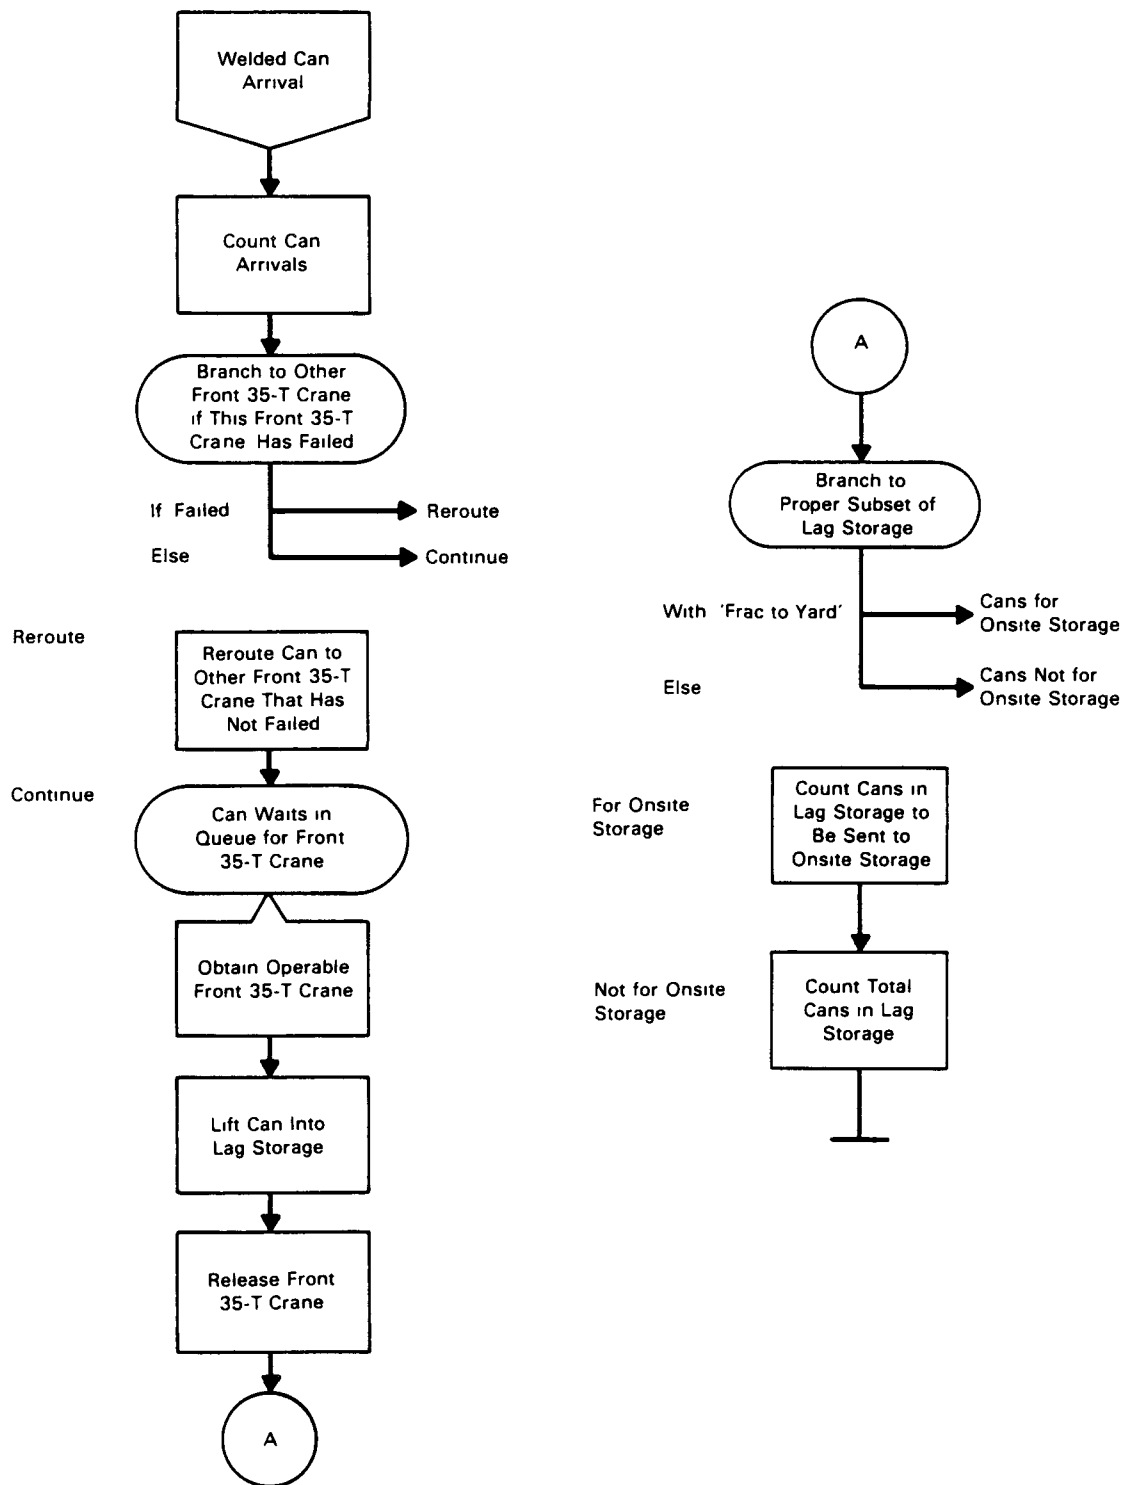 Welded Can
Arrival
Count Can
Arrivals
Branch to Other
Front 35-T Crane
if This Front 35-T
Crane Has Failed
If Failed
Reroute
Else
Continue
Reroute
Reroute Can to
Other Front 35-T
Crane That Has
Not Failed
Continue
Can Waits in
Queue for Front
35-T Crane
Obtain Operable
Front 35-T Crane
Lift Can Into
Lag Storage
Release Front
35-T Crane
A
A
Branch to
Proper Subset of
Lag Storage
With 'Frac to Yard'
Cans for
Onsite Storage
Else
Cans Not for
Onsite Storage
For Onsite
Storage
Count Cans in
Lag Storage to
Be Sent to
Onsite Storage
Not for Onsite
Storage
Count Total
Cans in Lag
Storage